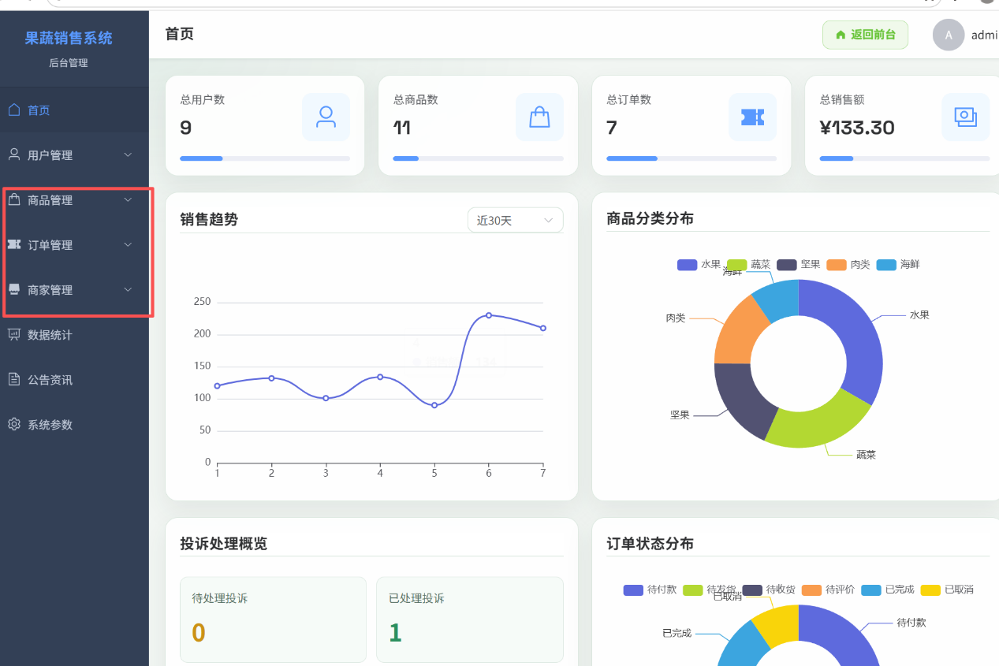 果蔬销售系统
后台管理
首页
用户管理
商品管理
订单管理
商家管理
数据统计
公告资讯
系统参数
首页
返回前台
A
admi
总用户数
9
总商品数
11
总订单数
7
总销售额
¥133.30
销售趋势
近30天
250
200
150
100
50
0
1 2 3 4 5 6 7
商品分类分布
水果 蔬菜 坚果 肉类 海鲜
海鲜
水果
肉类
坚果
蔬菜
投诉处理概览
待处理投诉
0
已处理投诉
1
订单状态分布
待付款 待发货 待收货 待评价 已完成 已取消
已取消
待付款
已完成